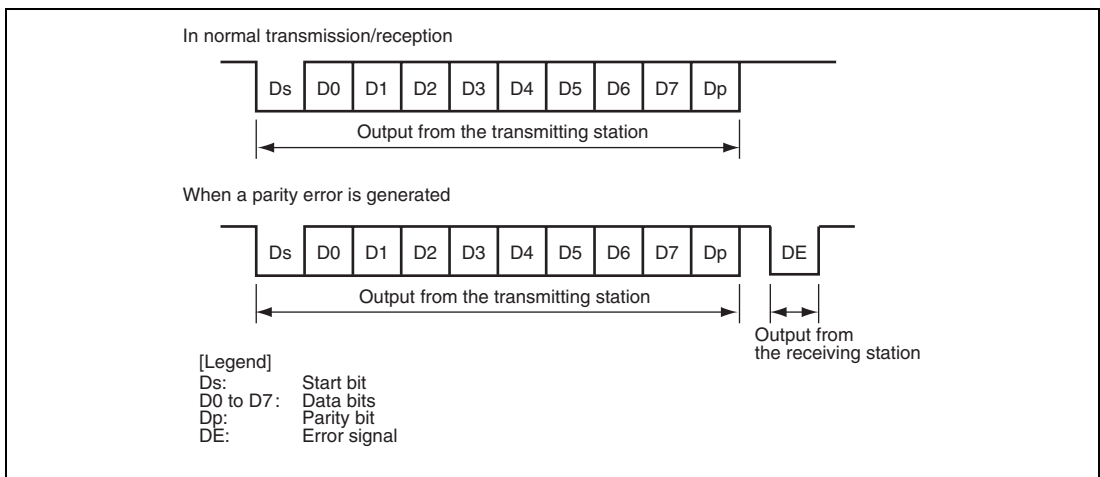 In normal transmission/reception
Ds D0 D1 D2 D3 D4 D5 D6 D7 Dp
Output from the transmitting station
When a parity error is generated
Ds D0 D1 D2 D3 D4 D5 D6 D7 Dp DE
Output from the transmitting station
Output from
the receiving station
[Legend]
Ds: Start bit
D0 to D7: Data bits
Dp: Parity bit
DE: Error signal